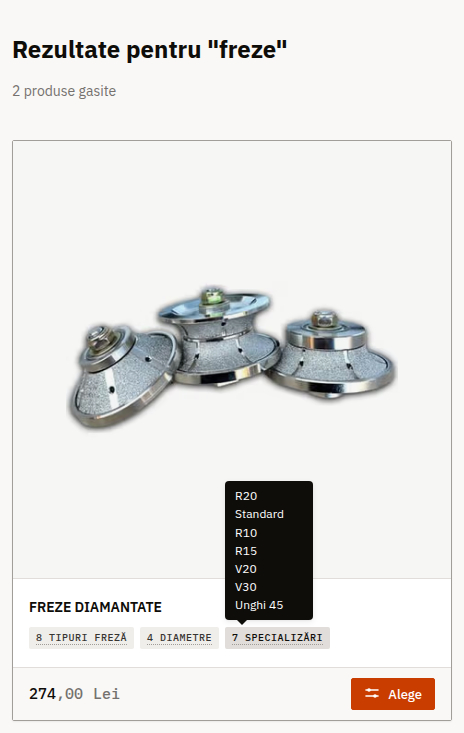 Rezultate pentru "freze"
2 produse gasite
R20
Standard
R10
R15
V20
V30
Unghi 45
FREZE DIAMANTATE
8 TIPURI FREZĂ 4 DIAMETRE 7 SPECIALIZĂRI
274,00 Lei Alege